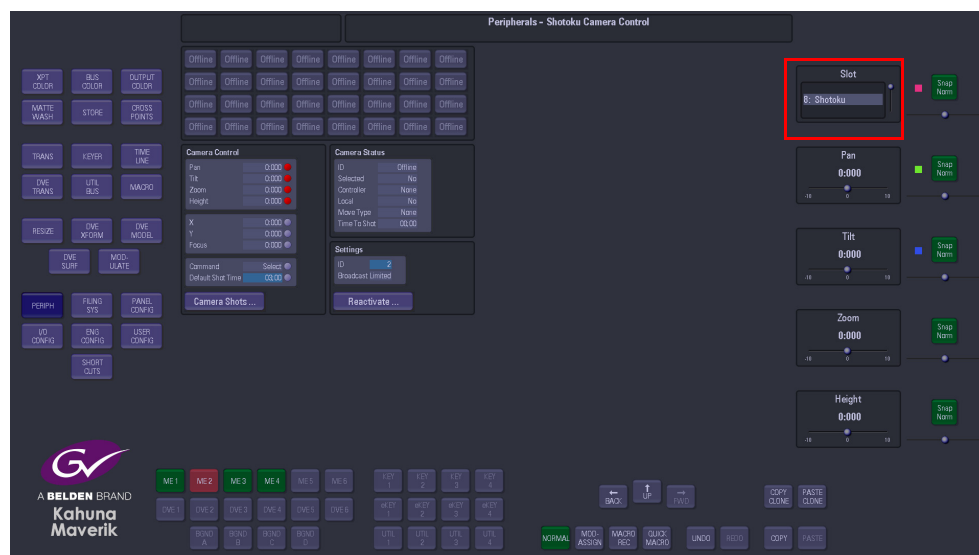 Peripherals - Shotoku Camera Control
Offline Offline Offline Offline Offline Offline Offline Offline
Offline Offline Offline Offline Offline Offline Offline Offline
Offline Offline Offline Offline Offline Offline Offline Offline
Offline Offline Offline Offline Offline Offline Offline Offline
XPT COLOR
BUS COLOR
OUTPUT COLOR
MATTE WASH
STORE
CROSS POINTS
TRANS
KEYER
TIME LINE
DVE TRANS
UTIL BUS
MACRO
RESIZE
DVE XFORM
DVE MODEL
DVE SURF
MOD-ULATE
PERIPH
FILING SYS
PANEL CONFIG
I/O CONFIG
ENG CONFIG
USER CONFIG
SHORT CUTS
Camera Control
Pan 0:000
Tilt 0:000
Zoom 0:000
Height 0:000
X 0:000
Y 0:000
Focus 0:000
Command Select
Default Shot Time 00:00
Camera Shots ...
Camera Status
ID Offline
Selected No
Controller None
Local No
Move Type None
Time To Shot 00:00
Settings
ID 2
Broadcast Limited
Reactivate ...
Slot
8: Shotoku
Snap Norm
Pan
0:000
-10 0 10
Snap Norm
Tilt
0:000
-10 0 10
Snap Norm
Zoom
0:000
-10 0 10
Snap Norm
Height
0:000
-10 0 10
Snap Norm
GV
A BELDEN BRAND
Kahuna
Maverik
ME 1 ME 2 ME 3 ME 4 ME 5 ME 6
DVE 1 DVE 2 DVE 3 DVE 4 DVE 5 DVE 6
BGND A BGND B BGND C BGND D
KEY 1 KEY 2 KEY 3 KEY 4
eKEY 1 eKEY 2 eKEY 3 eKEY 4
UTIL 1 UTIL 2 UTIL 3 UTIL 4
BACK UP FWD
COPY CLONE
PASTE CLONE
NORMAL
MOD-ASSIGN
MACRO REC
QUICK MACRO
UNDO REDO
COPY PASTE